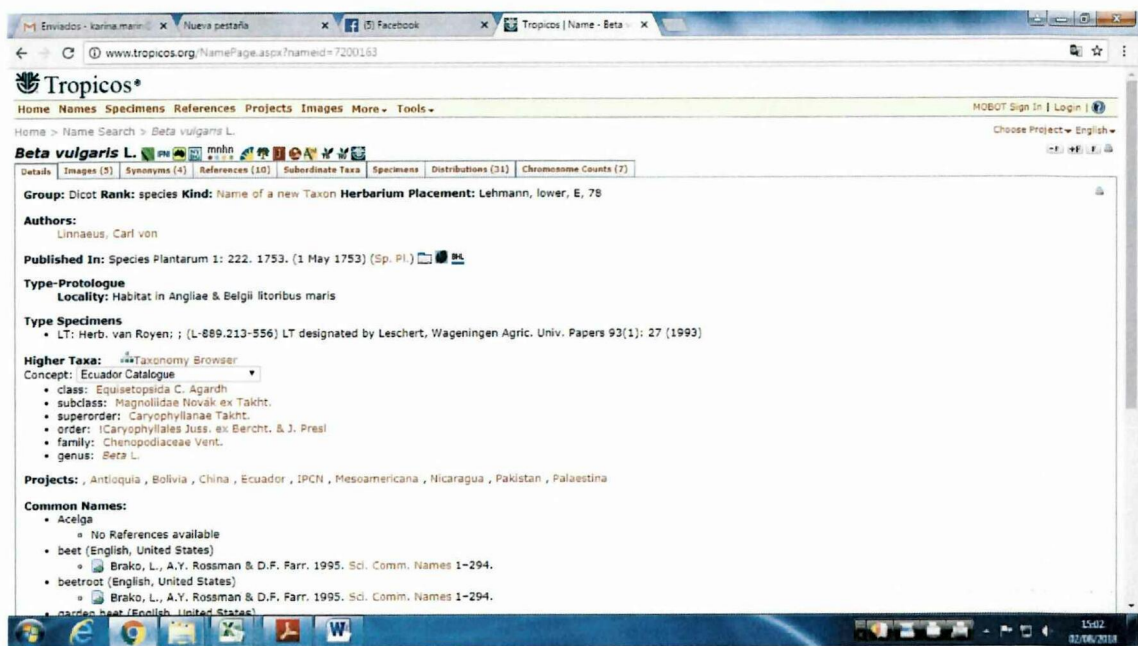 Enviados - karina.marin
Nueva pestaña
(5) Facebook
Tropicos | Name - Beta v
www.tropicos.org/NamePage.aspx?nameid=7200163
Tropicos®
Home Names Specimens References Projects Images More Tools
MOBOT Sign In | Login |
Home > Name Search > Beta vulgaris L.
Choose Project English
Beta vulgaris L. IPNI mnhn
-F +F F
Details Images (5) Synonyms (4) References (10) Subordinate Taxa Specimens Distributions (31) Chromosome Counts (7)
Group: Dicot Rank: species Kind: Name of a new Taxon Herbarium Placement: Lehmann, lower, E, 78
Authors:
Linnaeus, Carl von
Published In: Species Plantarum 1: 222. 1753. (1 May 1753) (Sp. Pl.) BHL
Type-Protologue
Locality: Habitat in Angliae & Belgii litoribus maris
Type Specimens
• LT: Herb. van Royen; ; (L-889.213-556) LT designated by Leschert, Wageningen Agric. Univ. Papers 93(1): 27 (1993)
Higher Taxa: Taxonomy Browser
Concept: Ecuador Catalogue
• class: Equisetopsida C. Agardh
• subclass: Magnoliidae Novak ex Takht.
• superorder: Caryophyllanae Takht.
• order: !Caryophyllales Juss. ex Bercht. & J. Presl
• family: Chenopodiaceae Vent.
• genus: Beta L.
Projects: , Antioquia , Bolivia , China , Ecuador , IPCN , Mesoamericana , Nicaragua , Pakistan , Palaestina
Common Names:
• Acelga
No References available
• beet (English, United States)
Brako, L., A.Y. Rossman & D.F. Farr. 1995. Sci. Comm. Names 1–294.
• beetroot (English, United States)
Brako, L., A.Y. Rossman & D.F. Farr. 1995. Sci. Comm. Names 1–294.
• garden beet (English, United States)
15:02
02/08/2018